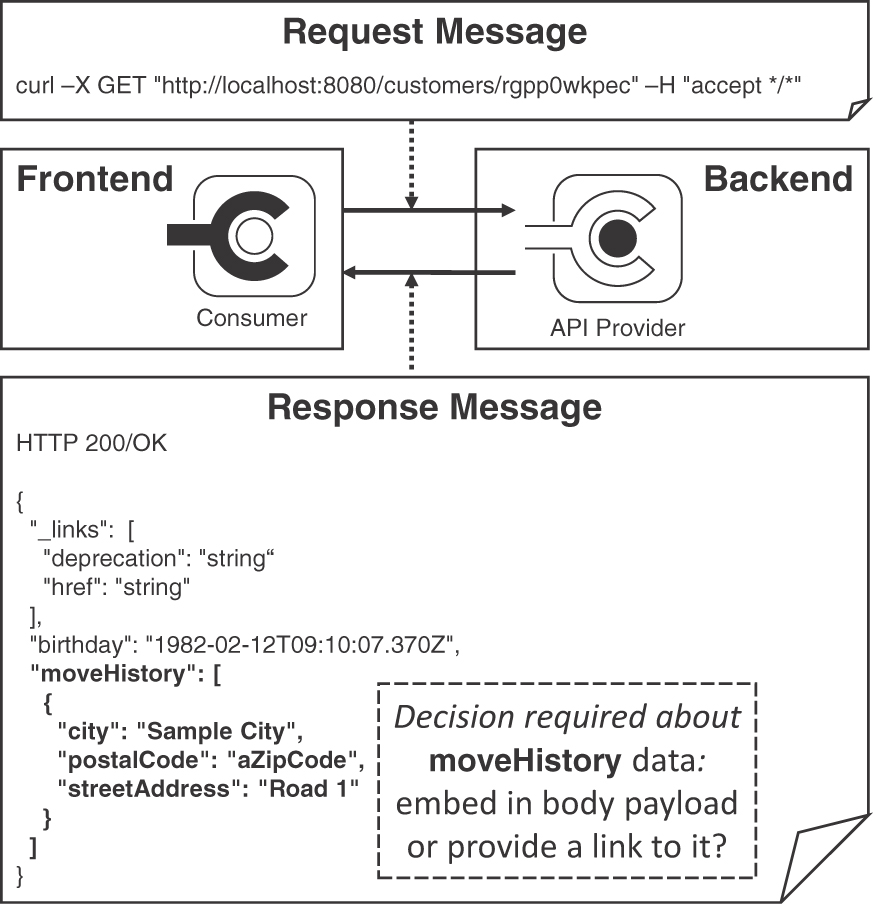 Request Message
curl –X GET "http://localhost:8080/customers/rgpp0wkpec" –H "accept */*"
Frontend
Backend
Consumer
API Provider
Response Message
HTTP 200/OK
{
"_links": [
"deprecation": "string“
"href": "string"
],
"birthday": "1982-02-12T09:10:07.370Z",
"moveHistory": [
{
"city": "Sample City",
"postalCode": "aZipCode",
"streetAddress": "Road 1"
}
]
}
Decision required about
moveHistory data:
embed in body payload
or provide a link to it?